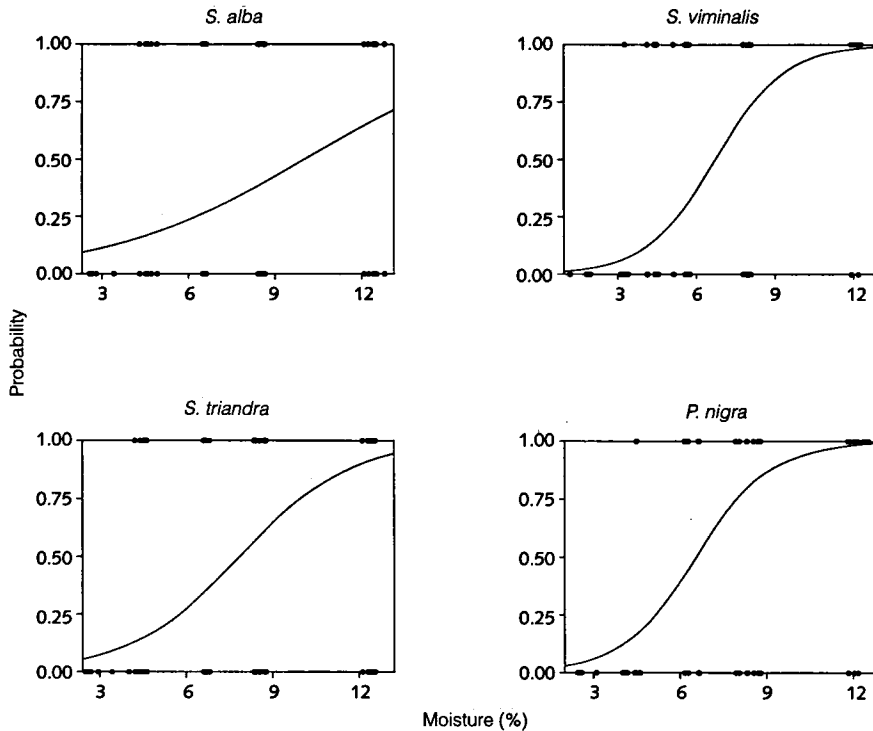 S. alba
S. viminalis
1.00
0.75
0.50
0.25
0.00
3 6 9 12
1.00
0.75
0.50
0.25
0.00
3 6 9 12
Probability
S. triandra
P. nigra
1.00
0.75
0.50
0.25
0.00
3 6 9 12
1.00
0.75
0.50
0.25
0.00
3 6 9 12
Moisture (%)